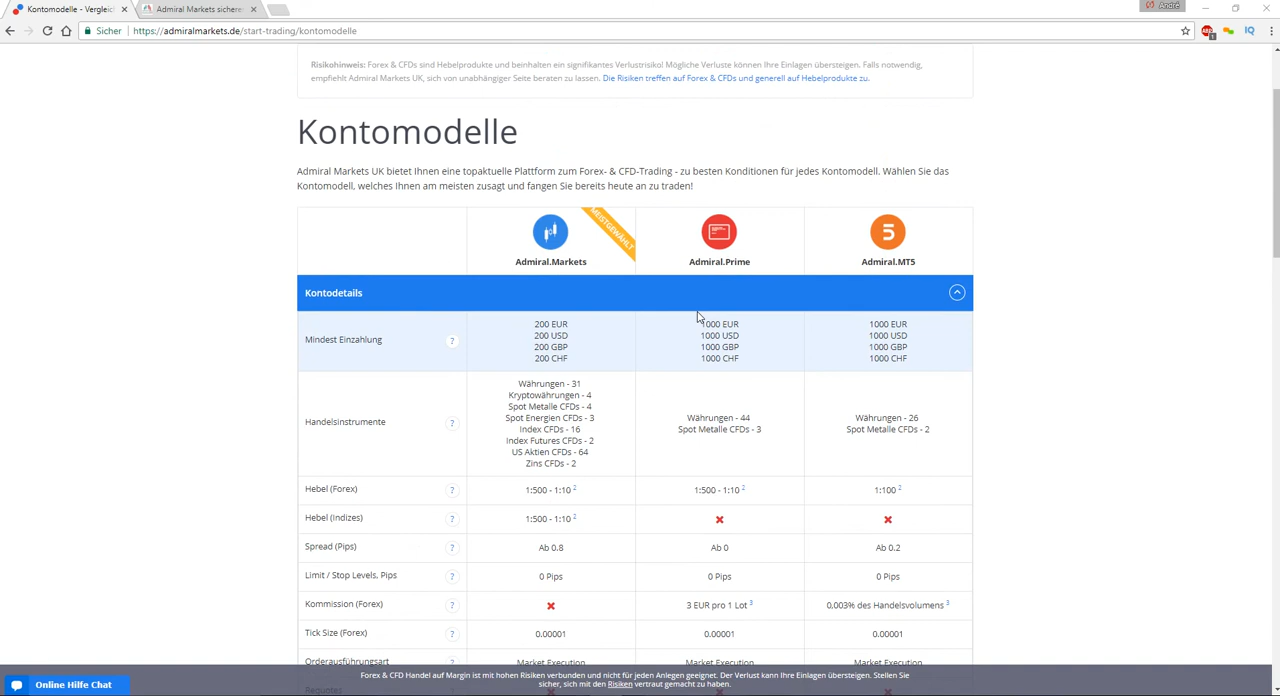 Kontomodelle - Vergleich
Admiral Markets sicherer
André
Sicher
https://admiralmarkets.de/start-trading/kontomodelle
Risikohinweis: Forex & CFDs sind Hebelprodukte und beinhalten ein signifikantes Verlustrisiko! Mögliche Verluste können Ihre Einlagen übersteigen. Falls notwendig,
empfiehlt Admiral Markets UK, sich von unabhängiger Seite beraten zu lassen. Die Risiken treffen auf Forex & CFDs und generell auf Hebelprodukte zu.
Kontomodelle
Admiral Markets UK bietet Ihnen eine topaktuelle Plattform zum Forex- & CFD-Trading - zu besten Konditionen für jedes Kontomodell. Wählen Sie das
Kontomodell, welches Ihnen am meisten zusagt und fangen Sie bereits heute an zu traden!
MEISTGEWÄHLT
5
Admiral.Markets Admiral.Prime Admiral.MT5
Kontodetails
Mindest Einzahlung ?
200 EUR
200 USD
200 GBP
200 CHF
1000 EUR
1000 USD
1000 GBP
1000 CHF
1000 EUR
1000 USD
1000 GBP
1000 CHF
Handelsinstrumente ?
Währungen - 31
Kryptowährungen - 4
Spot Metalle CFDs - 4
Spot Energien CFDs - 3
Index CFDs - 16
Index Futures CFDs - 2
US Aktien CFDs - 64
Zins CFDs - 2
Währungen - 44
Spot Metalle CFDs - 3
Währungen - 26
Spot Metalle CFDs - 2
Hebel (Forex) ? 1:500 - 1:10 2 1:500 - 1:10 2 1:100 2
Hebel (Indizes) ? 1:500 - 1:10 2
Spread (Pips) ? Ab 0.8 Ab 0 Ab 0.2
Limit / Stop Levels, Pips ? 0 Pips 0 Pips 0 Pips
Kommission (Forex) ? 3 EUR pro 1 Lot 3 0,003% des Handelsvolumens 3
Tick Size (Forex) ? 0.00001 0.00001 0.00001
Orderausführungsart ? Market Execution Market Execution Market Execution
Requotes
Forex & CFD Handel auf Margin ist mit hohen Risiken verbunden und nicht für jeden Anlegen geeignet. Der Verlust kann Ihre Einlagen übersteigen. Stellen Sie
sicher, sich mit den Risiken vertraut gemacht zu haben.
Online Hilfe Chat